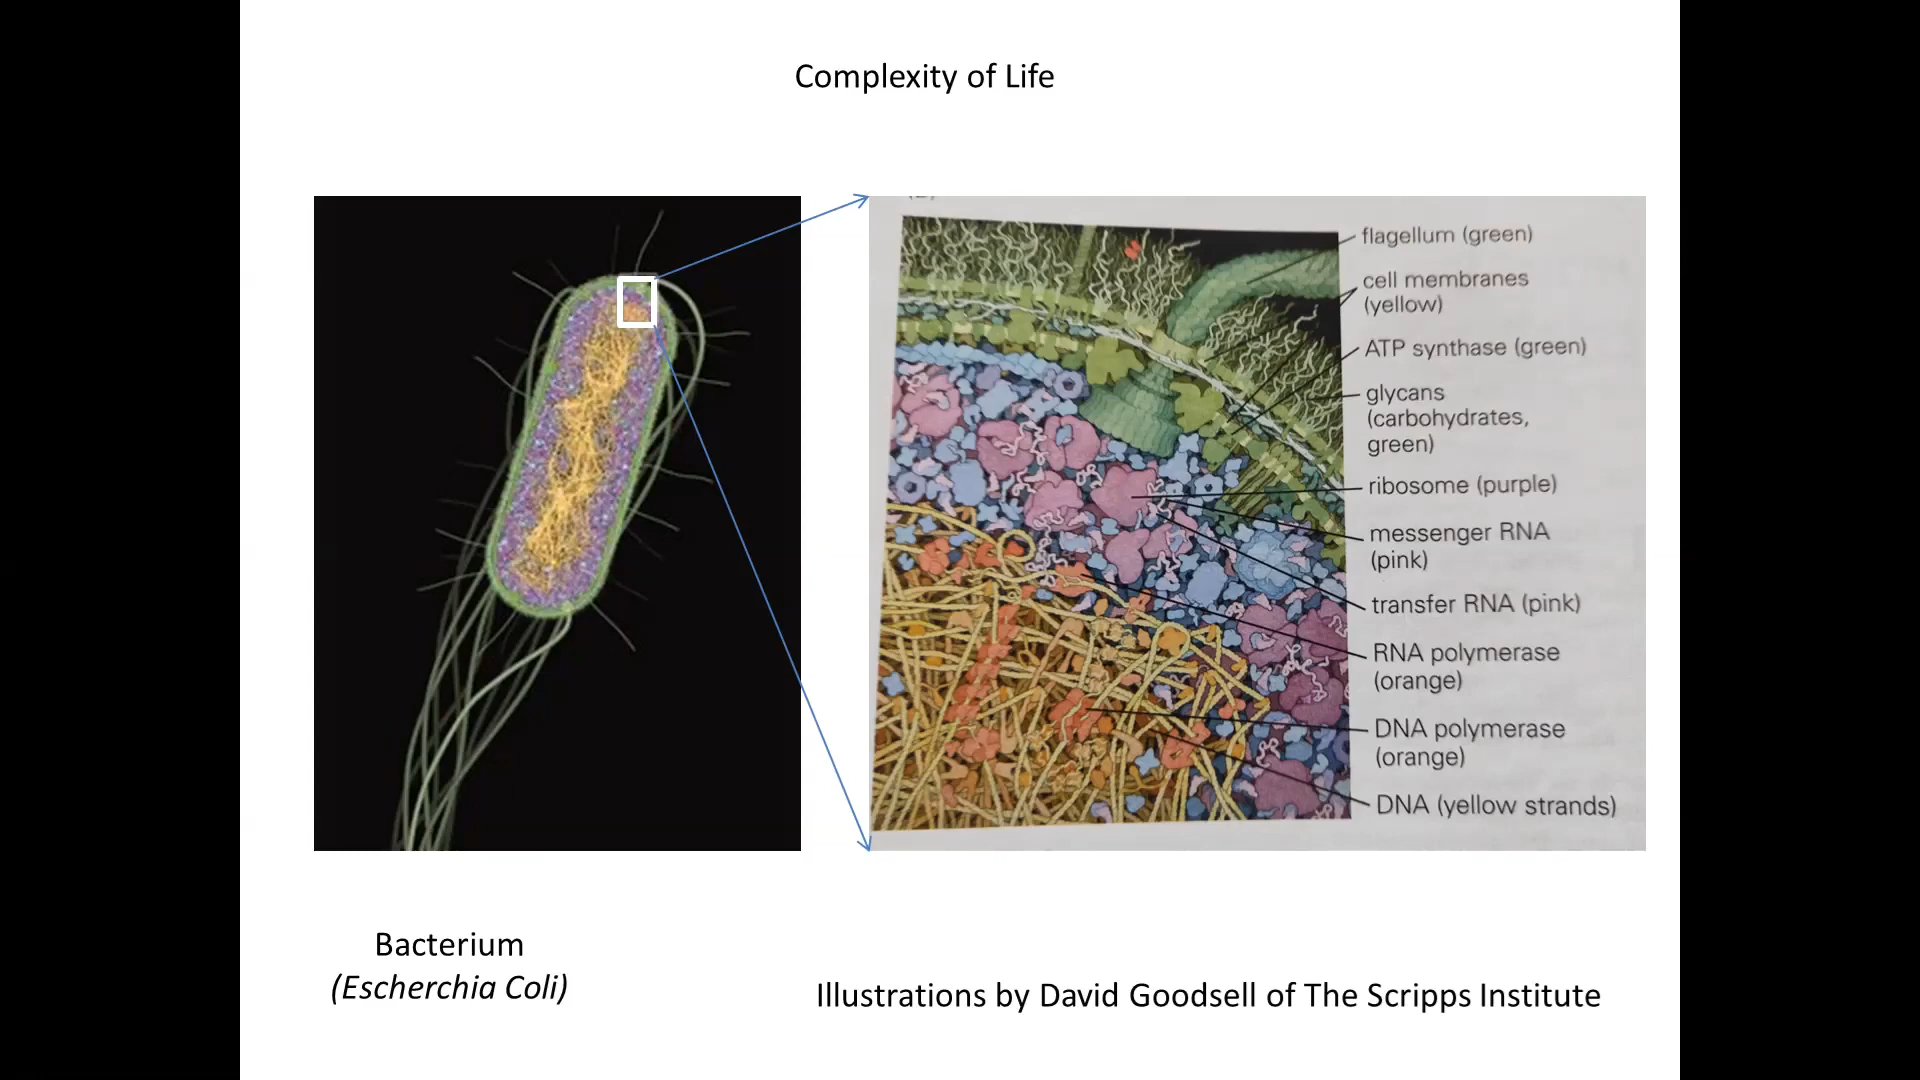 Complexity of Life
flagellum (green)
cell membranes
(yellow)
ATP synthase (green)
glycans
(carbohydrates,
green)
ribosome (purple)
messenger RNA
(pink)
transfer RNA (pink)
RNA polymerase
(orange)
DNA polymerase
(orange)
DNA (yellow strands)
Bacterium
(Escherchia Coli)
Illustrations by David Goodsell of The Scripps Institute